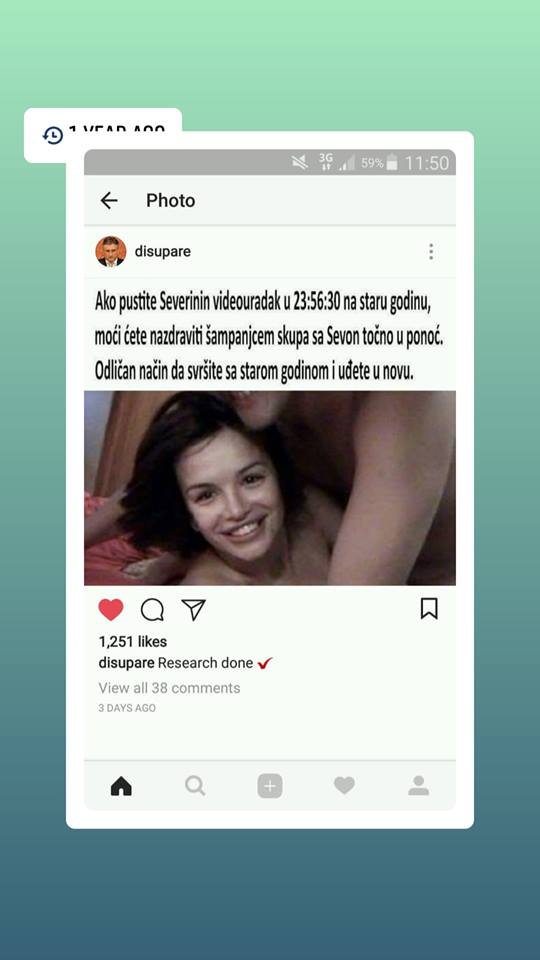 1 YEAR AGO
3G 59% 11:50
Photo
disupare
Ako pustite Severinin videouradak u 23:56:30 na staru godinu,
moći ćete nazdraviti šampanjcem skupa sa Sevon točno u ponoć.
Odličan način da svršite sa starom godinom i uđete u novu.
1,251 likes
disupare Research done
View all 38 comments
3 DAYS AGO